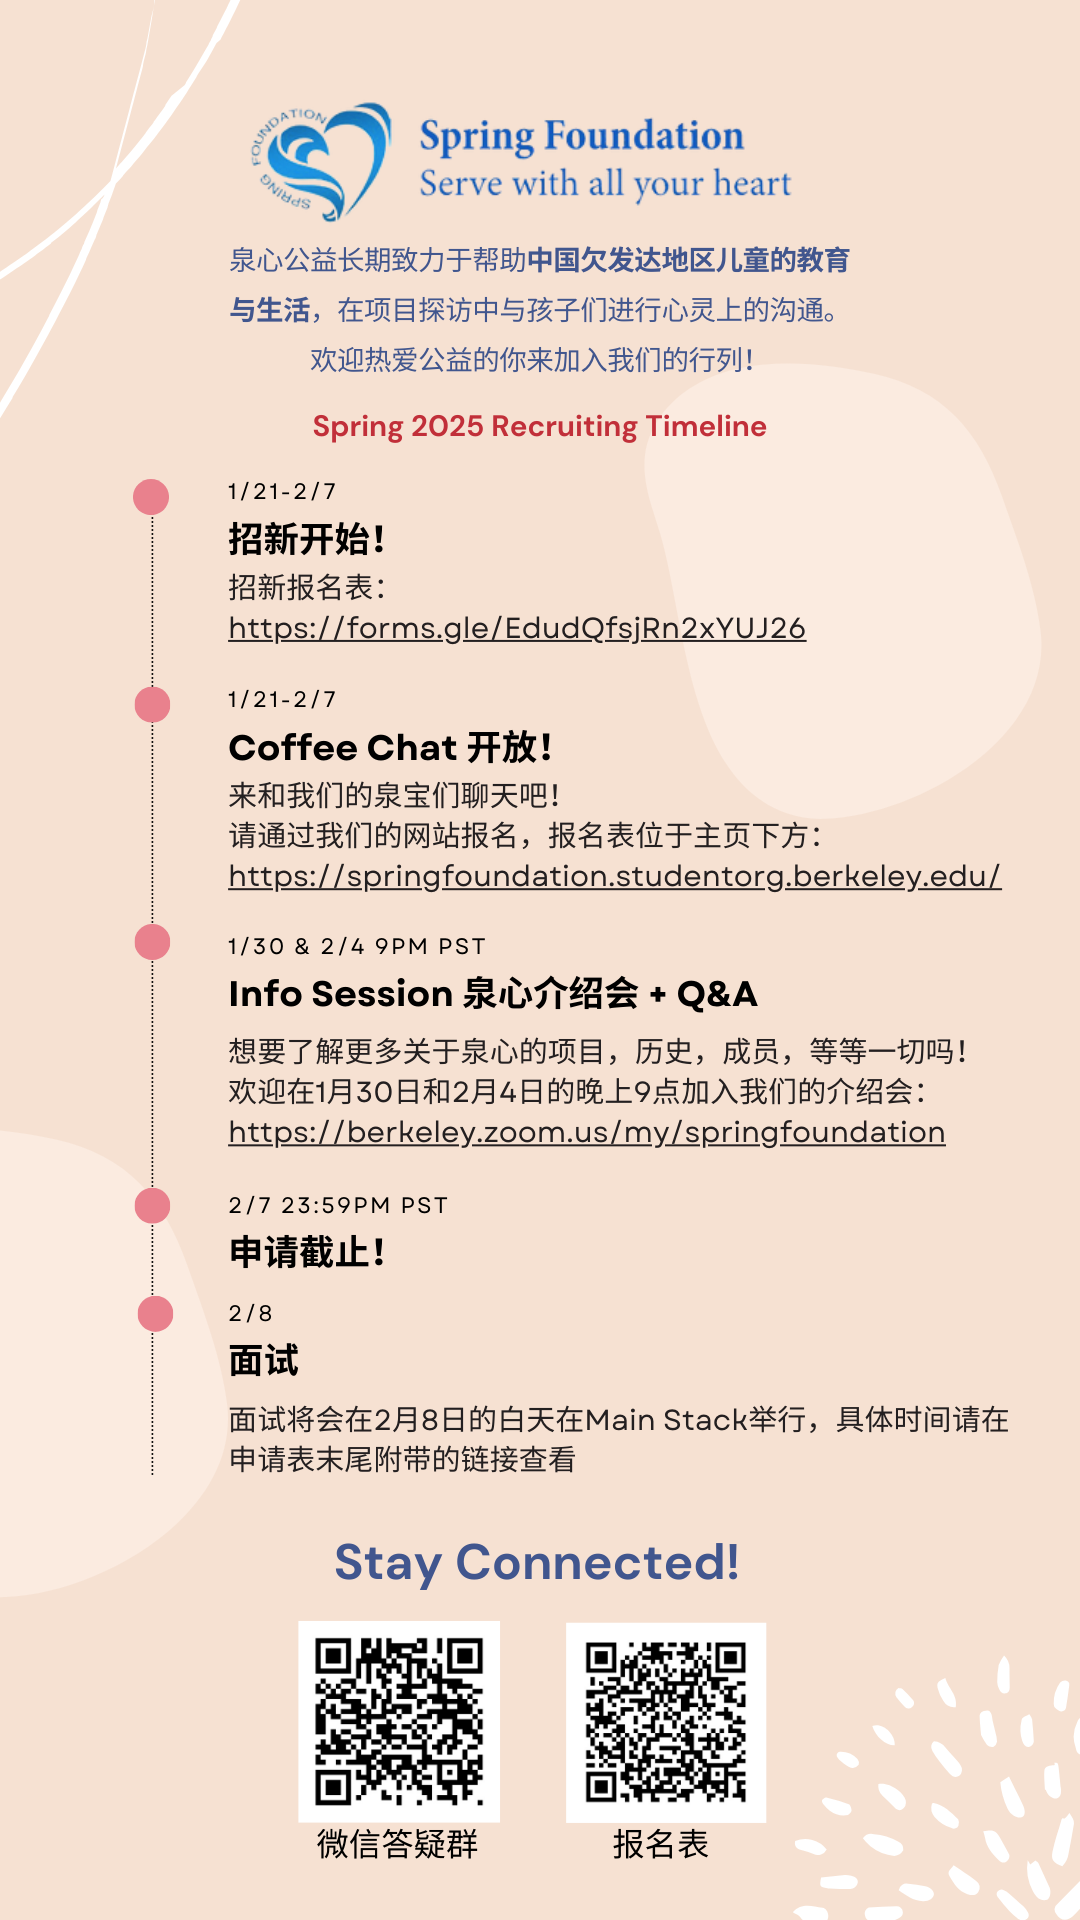 SPRING FOUNDATION
Spring Foundation
Serve with all your heart
泉心公益长期致力于帮助中国欠发达地区儿童的教育
与生活，在项目探访中与孩子们进行心灵上的沟通。
欢迎热爱公益的你来加入我们的行列！
Spring 2025 Recruiting Timeline
1/21-2/7
招新开始！
招新报名表：
https://forms.gle/EdudQfsjRn2xYUJ26
1/21-2/7
Coffee Chat 开放！
来和我们的泉宝们聊天吧！
请通过我们的网站报名，报名表位于主页下方：
https://springfoundation.studentorg.berkeley.edu/
1/30 & 2/4 9PM PST
Info Session 泉心介绍会 + Q&A
想要了解更多关于泉心的项目，历史，成员，等等一切吗！
欢迎在1月30日和2月4日的晚上9点加入我们的介绍会：
https://berkeley.zoom.us/my/springfoundation
2/7 23:59PM PST
申请截止！
2/8
面试
面试将会在2月8日的白天在Main Stack举行，具体时间请在
申请表末尾附带的链接查看
Stay Connected!
微信答疑群
报名表